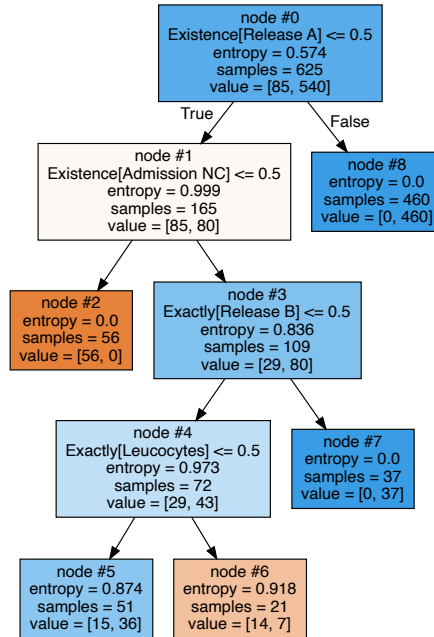 node #0
Existence[Release A] <= 0.5
entropy = 0.574
samples = 625
value = [85, 540]
True
False
node #1
Existence[Admission NC] <= 0.5
entropy = 0.999
samples = 165
value = [85, 80]
node #8
entropy = 0.0
samples = 460
value = [0, 460]
node #2
entropy = 0.0
samples = 56
value = [56, 0]
node #3
Exactly[Release B] <= 0.5
entropy = 0.836
samples = 109
value = [29, 80]
node #4
Exactly[Leucocytes] <= 0.5
entropy = 0.973
samples = 72
value = [29, 43]
node #7
entropy = 0.0
samples = 37
value = [0, 37]
node #5
entropy = 0.874
samples = 51
value = [15, 36]
node #6
entropy = 0.918
samples = 21
value = [14, 7]